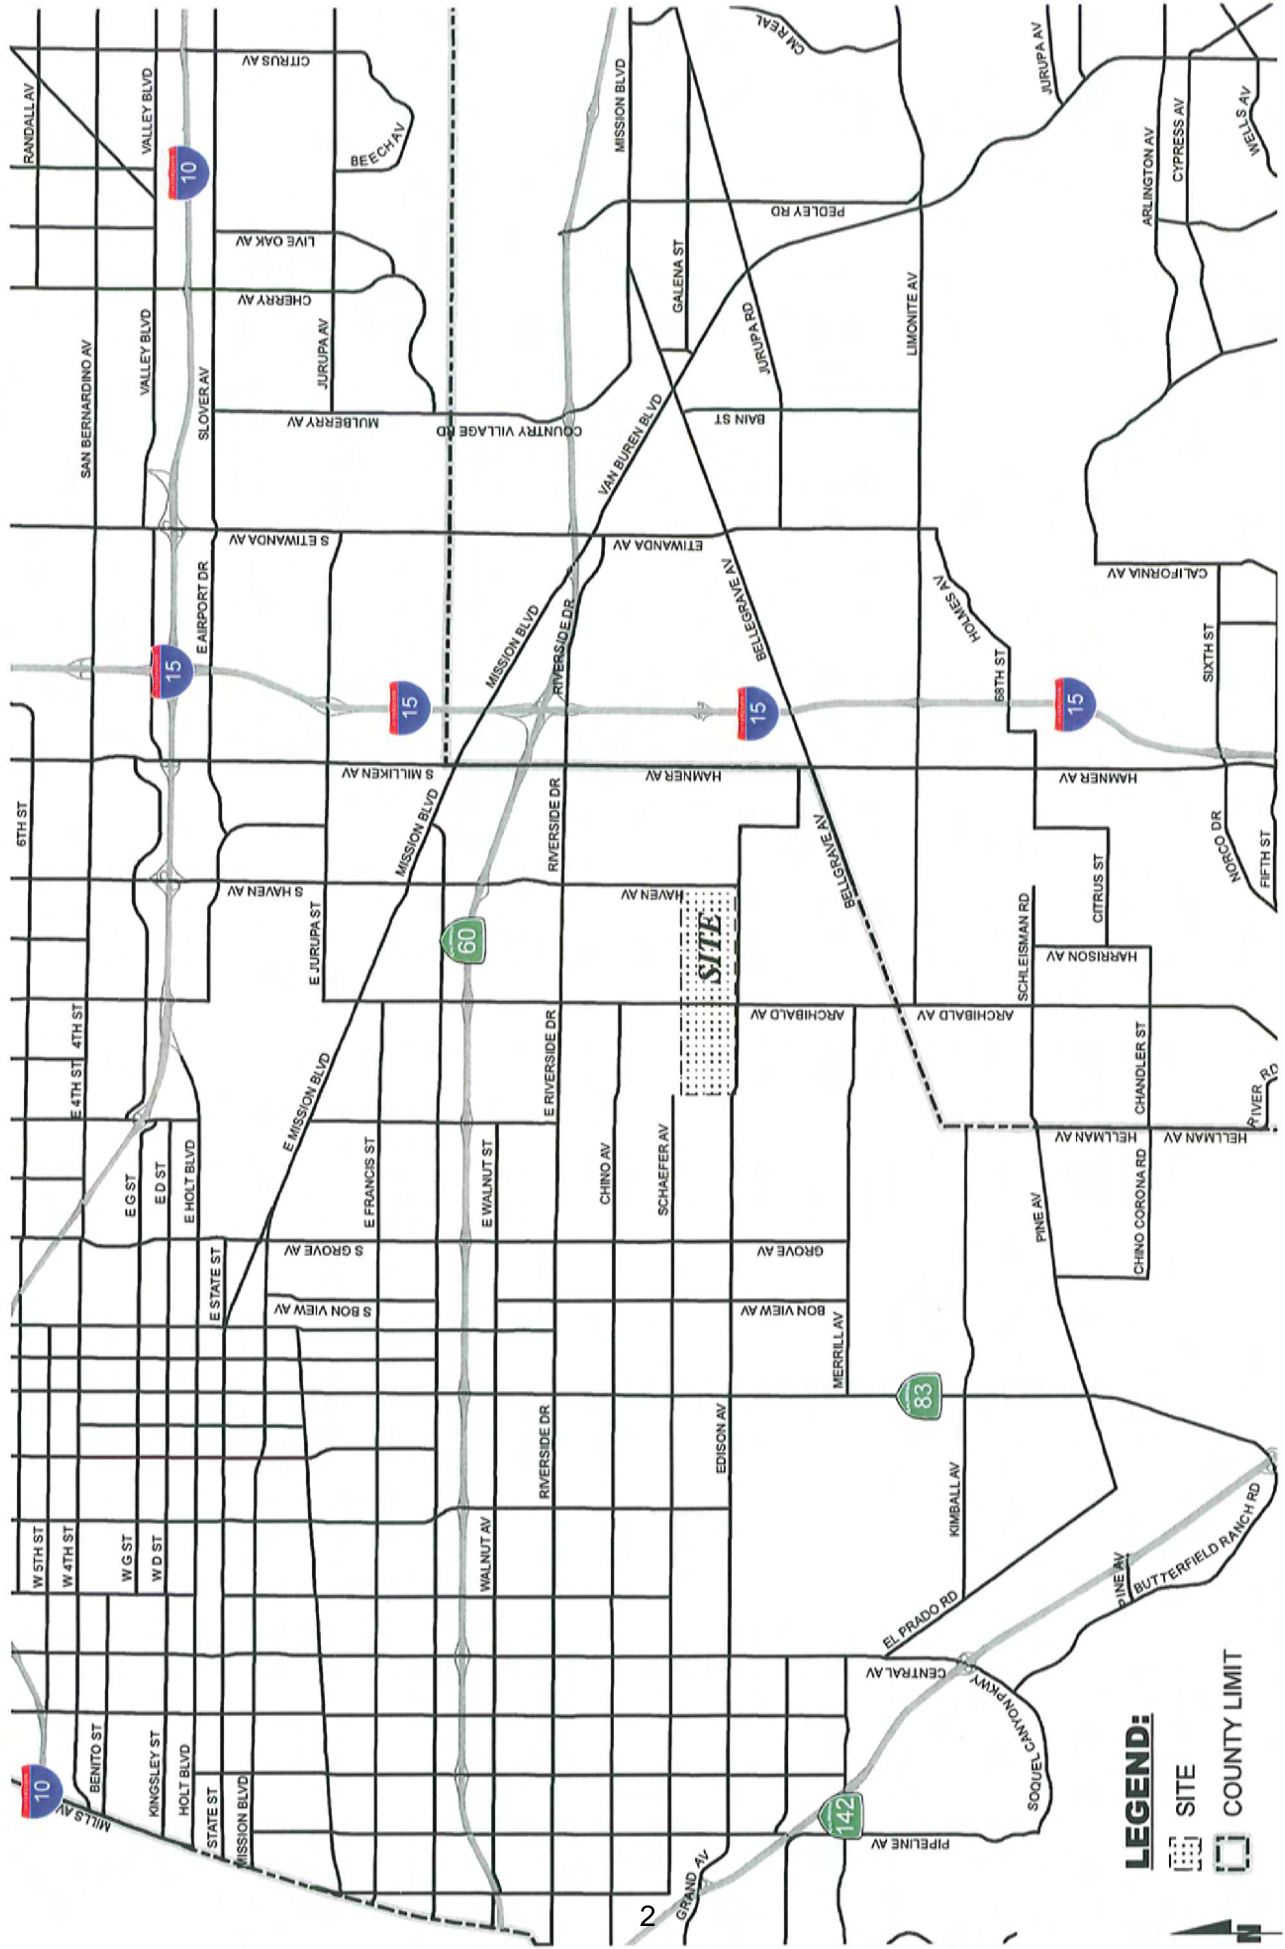 RANDALL AV
SAN BERNARDINO AV
VALLEY BLVD
VALLEY BLVD
10
SLOVER AV
CITRUS AV
BEECH AV
LIVE OAK AV
CHERRY AV
JURUPA AV
MULBERRY AV
COUNTRY VILLAGE RD
MISSION BLVD
CM REAL
JURUPA AV
PEDLEY RD
GALENA ST
JURUPA RD
LIMONITE AV
ARLINGTON AV
CYPRESS AV
WELLS AV
VAN BUREN BLVD
BAIN ST
S ETIWANDA AV
ETIWANDA AV
E AIRPORT DR
15
15
15
15
MISSION BLVD
RIVERSIDE DR
BELLEGRAVE AV
HOLMES AV
68TH ST
CALIFORNIA AV
SIXTH ST
6TH ST
S MILLIKEN AV
HAMNER AV
HAMNER AV
MISSION BLVD
RIVERSIDE DR
BELLGRAVE AV
NORCO DR
FIFTH ST
S HAVEN AV
HAVEN AV
E JURUPA ST
60
SITE
SCHLEISMAN RD
CITRUS ST
HARRISON AV
4TH ST
E 4TH ST
E MISSION BLVD
E RIVERSIDE DR
ARCHIBALD AV
ARCHIBALD AV
CHANDLER ST
RIVER RD
HELLMAN AV
HELLMAN AV
HELLMAN AV
E G ST
E D ST
E HOLT BLVD
E FRANCIS ST
E WALNUT ST
CHINO AV
SCHAEFER AV
PINE AV
CHINO CORONA RD
E STATE ST
S GROVE AV
GROVE AV
S BON VIEW AV
BON VIEW AV
MERRILL AV
83
RIVERSIDE DR
EDISON AV
KIMBALL AV
W 5TH ST
W 4TH ST
W G ST
W D ST
WALNUT AV
PINE AV
BUTTERFIELD RANCH RD
EL PRADO RD
CENTRAL AV
SOQUEL CANYON PKWY
10
MILLS AV
BENITO ST
KINGSLEY ST
HOLT BLVD
STATE ST
MISSION BLVD
142
PIPELINE AV
GRAND AV
LEGEND:
SITE
COUNTY LIMIT
N
2